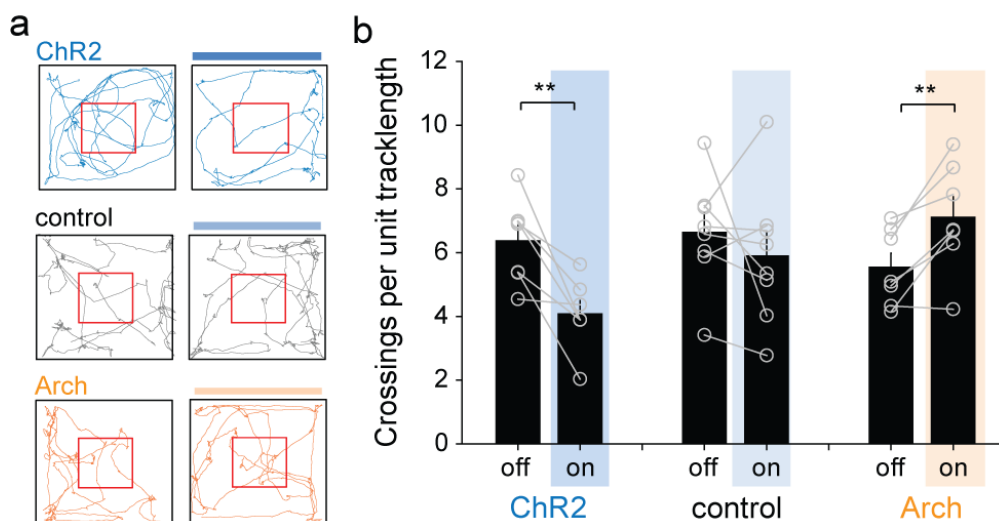 a
ChR2
control
Arch
b
Crossings per unit tracklength
12
10
8
6
4
2
0
**
**
off on off on off on
ChR2 control Arch